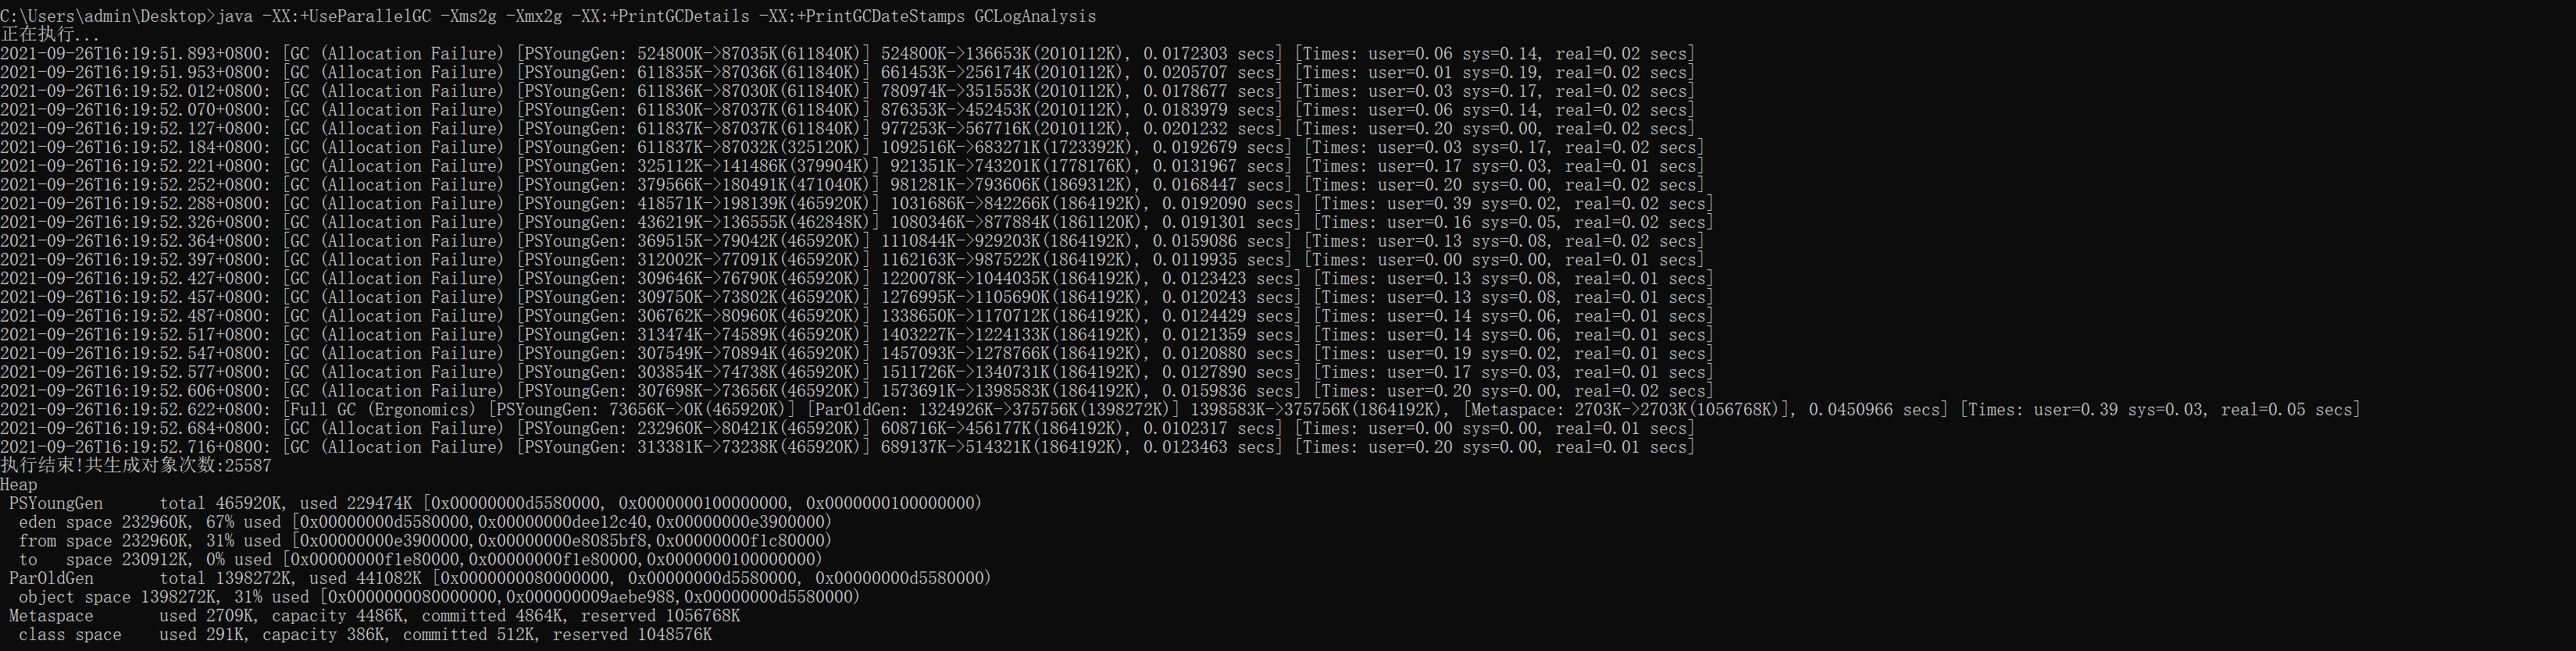 C:\Users\admin\Desktop>java -XX:+UseParallelGC -Xms2g -Xmx2g -XX:+PrintGCDetails -XX:+PrintGCDateStamps GCLogAnalysis
正在执行...
2021-09-26T16:19:51.893+0800: [GC (Allocation Failure) [PSYoungGen: 524800K->87035K(611840K)] 524800K->136653K(2010112K), 0.0172303 secs] [Times: user=0.06 sys=0.14, real=0.02 secs]
2021-09-26T16:19:51.953+0800: [GC (Allocation Failure) [PSYoungGen: 611835K->87036K(611840K)] 661453K->256174K(2010112K), 0.0205707 secs] [Times: user=0.01 sys=0.19, real=0.02 secs]
2021-09-26T16:19:52.012+0800: [GC (Allocation Failure) [PSYoungGen: 611836K->87030K(611840K)] 780974K->351553K(2010112K), 0.0178677 secs] [Times: user=0.03 sys=0.17, real=0.02 secs]
2021-09-26T16:19:52.070+0800: [GC (Allocation Failure) [PSYoungGen: 611830K->87037K(611840K)] 876353K->452453K(2010112K), 0.0183979 secs] [Times: user=0.06 sys=0.14, real=0.02 secs]
2021-09-26T16:19:52.127+0800: [GC (Allocation Failure) [PSYoungGen: 611837K->87037K(611840K)] 977253K->567716K(2010112K), 0.0201232 secs] [Times: user=0.20 sys=0.00, real=0.02 secs]
2021-09-26T16:19:52.184+0800: [GC (Allocation Failure) [PSYoungGen: 611837K->87032K(325120K)] 1092516K->683271K(1723392K), 0.0192679 secs] [Times: user=0.03 sys=0.17, real=0.02 secs]
2021-09-26T16:19:52.221+0800: [GC (Allocation Failure) [PSYoungGen: 325112K->141486K(379904K)] 921351K->743201K(1778176K), 0.0131967 secs] [Times: user=0.17 sys=0.03, real=0.01 secs]
2021-09-26T16:19:52.252+0800: [GC (Allocation Failure) [PSYoungGen: 379566K->180491K(471040K)] 981281K->793606K(1869312K), 0.0168447 secs] [Times: user=0.20 sys=0.00, real=0.02 secs]
2021-09-26T16:19:52.288+0800: [GC (Allocation Failure) [PSYoungGen: 418571K->198139K(465920K)] 1031686K->842266K(1864192K), 0.0192090 secs] [Times: user=0.39 sys=0.02, real=0.02 secs]
2021-09-26T16:19:52.326+0800: [GC (Allocation Failure) [PSYoungGen: 436219K->136555K(462848K)] 1080346K->877884K(1861120K), 0.0191301 secs] [Times: user=0.16 sys=0.05, real=0.02 secs]
2021-09-26T16:19:52.364+0800: [GC (Allocation Failure) [PSYoungGen: 369515K->79042K(465920K)] 1110844K->929203K(1864192K), 0.0159086 secs] [Times: user=0.13 sys=0.08, real=0.02 secs]
2021-09-26T16:19:52.397+0800: [GC (Allocation Failure) [PSYoungGen: 312002K->77091K(465920K)] 1162163K->987522K(1864192K), 0.0119935 secs] [Times: user=0.00 sys=0.00, real=0.01 secs]
2021-09-26T16:19:52.427+0800: [GC (Allocation Failure) [PSYoungGen: 309646K->76790K(465920K)] 1220078K->1044035K(1864192K), 0.0123423 secs] [Times: user=0.13 sys=0.08, real=0.01 secs]
2021-09-26T16:19:52.457+0800: [GC (Allocation Failure) [PSYoungGen: 309750K->73802K(465920K)] 1276995K->1105690K(1864192K), 0.0120243 secs] [Times: user=0.13 sys=0.08, real=0.01 secs]
2021-09-26T16:19:52.487+0800: [GC (Allocation Failure) [PSYoungGen: 306762K->80960K(465920K)] 1338650K->1170712K(1864192K), 0.0124429 secs] [Times: user=0.14 sys=0.06, real=0.01 secs]
2021-09-26T16:19:52.517+0800: [GC (Allocation Failure) [PSYoungGen: 313474K->74589K(465920K)] 1403227K->1224133K(1864192K), 0.0121359 secs] [Times: user=0.14 sys=0.06, real=0.01 secs]
2021-09-26T16:19:52.547+0800: [GC (Allocation Failure) [PSYoungGen: 307549K->70894K(465920K)] 1457093K->1278766K(1864192K), 0.0120880 secs] [Times: user=0.19 sys=0.02, real=0.01 secs]
2021-09-26T16:19:52.577+0800: [GC (Allocation Failure) [PSYoungGen: 303854K->74738K(465920K)] 1511726K->1340731K(1864192K), 0.0127890 secs] [Times: user=0.17 sys=0.03, real=0.01 secs]
2021-09-26T16:19:52.606+0800: [GC (Allocation Failure) [PSYoungGen: 307698K->73656K(465920K)] 1573691K->1398583K(1864192K), 0.0159836 secs] [Times: user=0.20 sys=0.00, real=0.02 secs]
2021-09-26T16:19:52.622+0800: [Full GC (Ergonomics) [PSYoungGen: 73656K->0K(465920K)] [ParOldGen: 1324926K->375756K(1398272K)] 1398583K->375756K(1864192K), [Metaspace: 2703K->2703K(1056768K)], 0.0450966 secs] [Times: user=0.39 sys=0.03, real=0.05 secs]
2021-09-26T16:19:52.684+0800: [GC (Allocation Failure) [PSYoungGen: 232960K->80421K(465920K)] 608716K->456177K(1864192K), 0.0102317 secs] [Times: user=0.00 sys=0.00, real=0.01 secs]
2021-09-26T16:19:52.716+0800: [GC (Allocation Failure) [PSYoungGen: 313381K->73238K(465920K)] 689137K->514321K(1864192K), 0.0123463 secs] [Times: user=0.20 sys=0.00, real=0.01 secs]
执行结束!共生成对象次数:25587
Heap
 PSYoungGen      total 465920K, used 229474K [0x00000000d5580000, 0x0000000100000000, 0x0000000100000000)
  eden space 232960K, 67% used [0x00000000d5580000,0x00000000dee12c40,0x00000000e3900000)
  from space 232960K, 31% used [0x00000000e3900000,0x00000000e8085bf8,0x00000000f1c80000)
  to   space 230912K, 0% used [0x00000000f1e80000,0x00000000f1e80000,0x0000000100000000)
 ParOldGen       total 1398272K, used 441082K [0x0000000080000000, 0x00000000d5580000, 0x00000000d5580000)
  object space 1398272K, 31% used [0x0000000080000000,0x000000009aebe988,0x00000000d5580000)
 Metaspace       used 2709K, capacity 4486K, committed 4864K, reserved 1056768K
  class space    used 291K, capacity 386K, committed 512K, reserved 1048576K